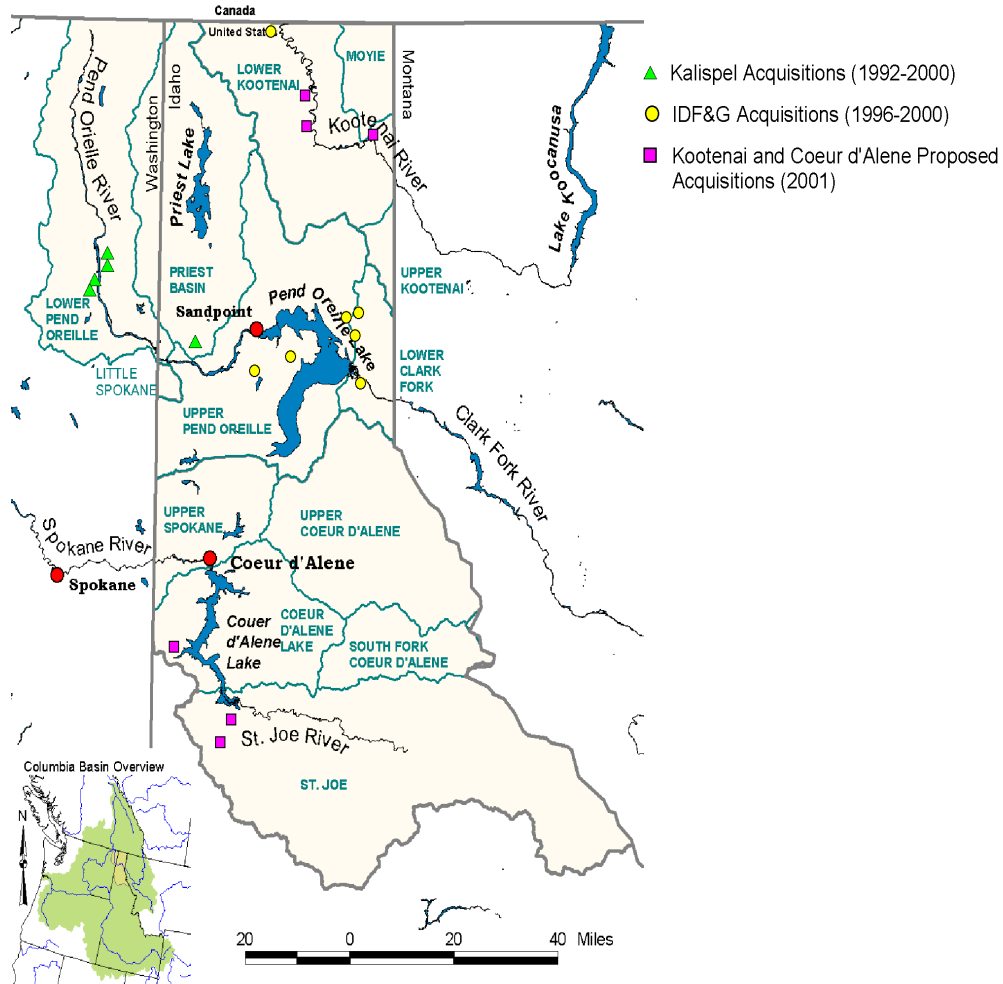 Canada
United Stat
MOYIE
LOWER
KOOTENAI
Montana
Pend Orielle River
Washington
Idaho
Priest Lake
Kootenai River
Lake Koocanusa
Kalispel Acquisitions (1992-2000)
IDF&G Acquisitions (1996-2000)
Kootenai and Coeur d'Alene Proposed
Acquisitions (2001)
PRIEST
BASIN
UPPER
KOOTENAI
LOWER
PEND
OREILLE
Sandpoint
Pend Oreille Lake
LITTLE
SPOKANE
LOWER
CLARK
FORK
UPPER
PEND OREILLE
Clark Fork River
UPPER
SPOKANE
UPPER
COEUR D'ALENE
Spokane River
Spokane
Coeur d'Alene
Couer
d'Alene
Lake
COEUR
D'ALENE
LAKE
SOUTH FORK
COEUR D'ALENE
St. Joe River
ST. JOE
Columbia Basin Overview
N
20 0 20 40 Miles